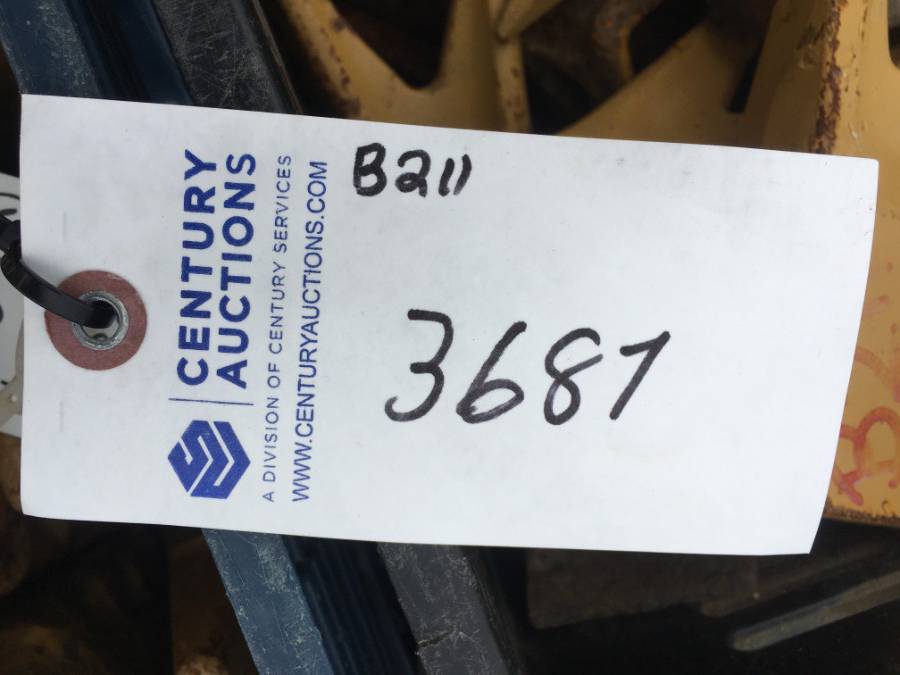 CENTURY
AUCTIONS
A DIVISION OF CENTURY SERVICES
WWW.CENTURYAUCTIONS.COM
B211
3687